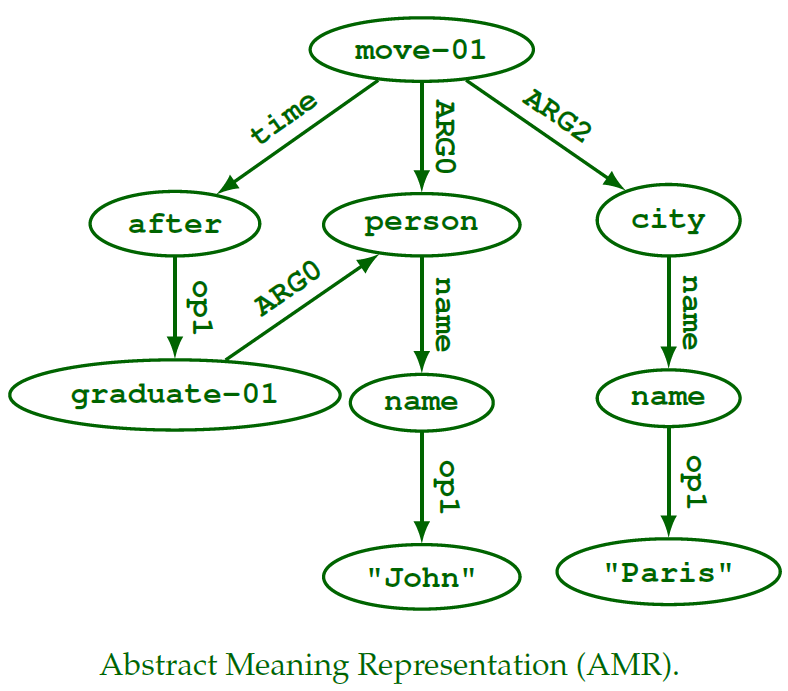 move-01
time
ARG0
ARG2
after
person
city
op1
ARG0
name
name
graduate-01
name
name
op1
op1
"John"
"Paris"
Abstract Meaning Representation (AMR).